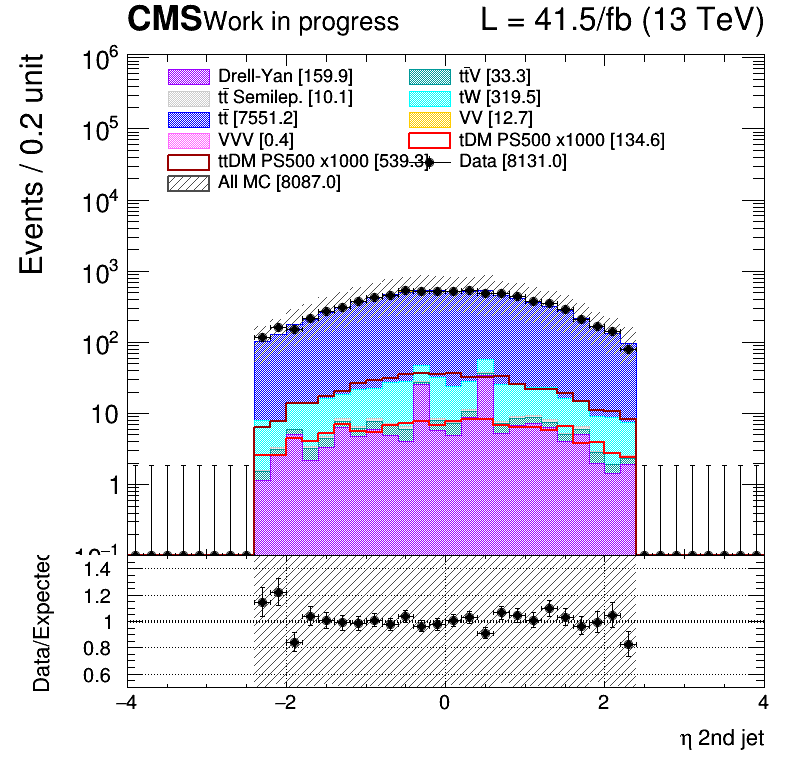 CMS Work in progress L = 41.5/fb (13 TeV)
Drell-Yan [159.9] tt̄V [33.3]
tt̄ Semilep. [10.1] tW [319.5]
tt̄ [7551.2] VV [12.7]
VVV [0.4] tDM PS500 x1000 [134.6]
ttDM PS500 x1000 [539.3] Data [8131.0]
All MC [8087.0]
Events / 0.2 unit
10⁶
10⁵
10⁴
10³
10²
10
1
10⁻¹
Data/Expected
1.4
1.2
1
0.8
0.6
−4 −2 0 2 4
η 2nd jet